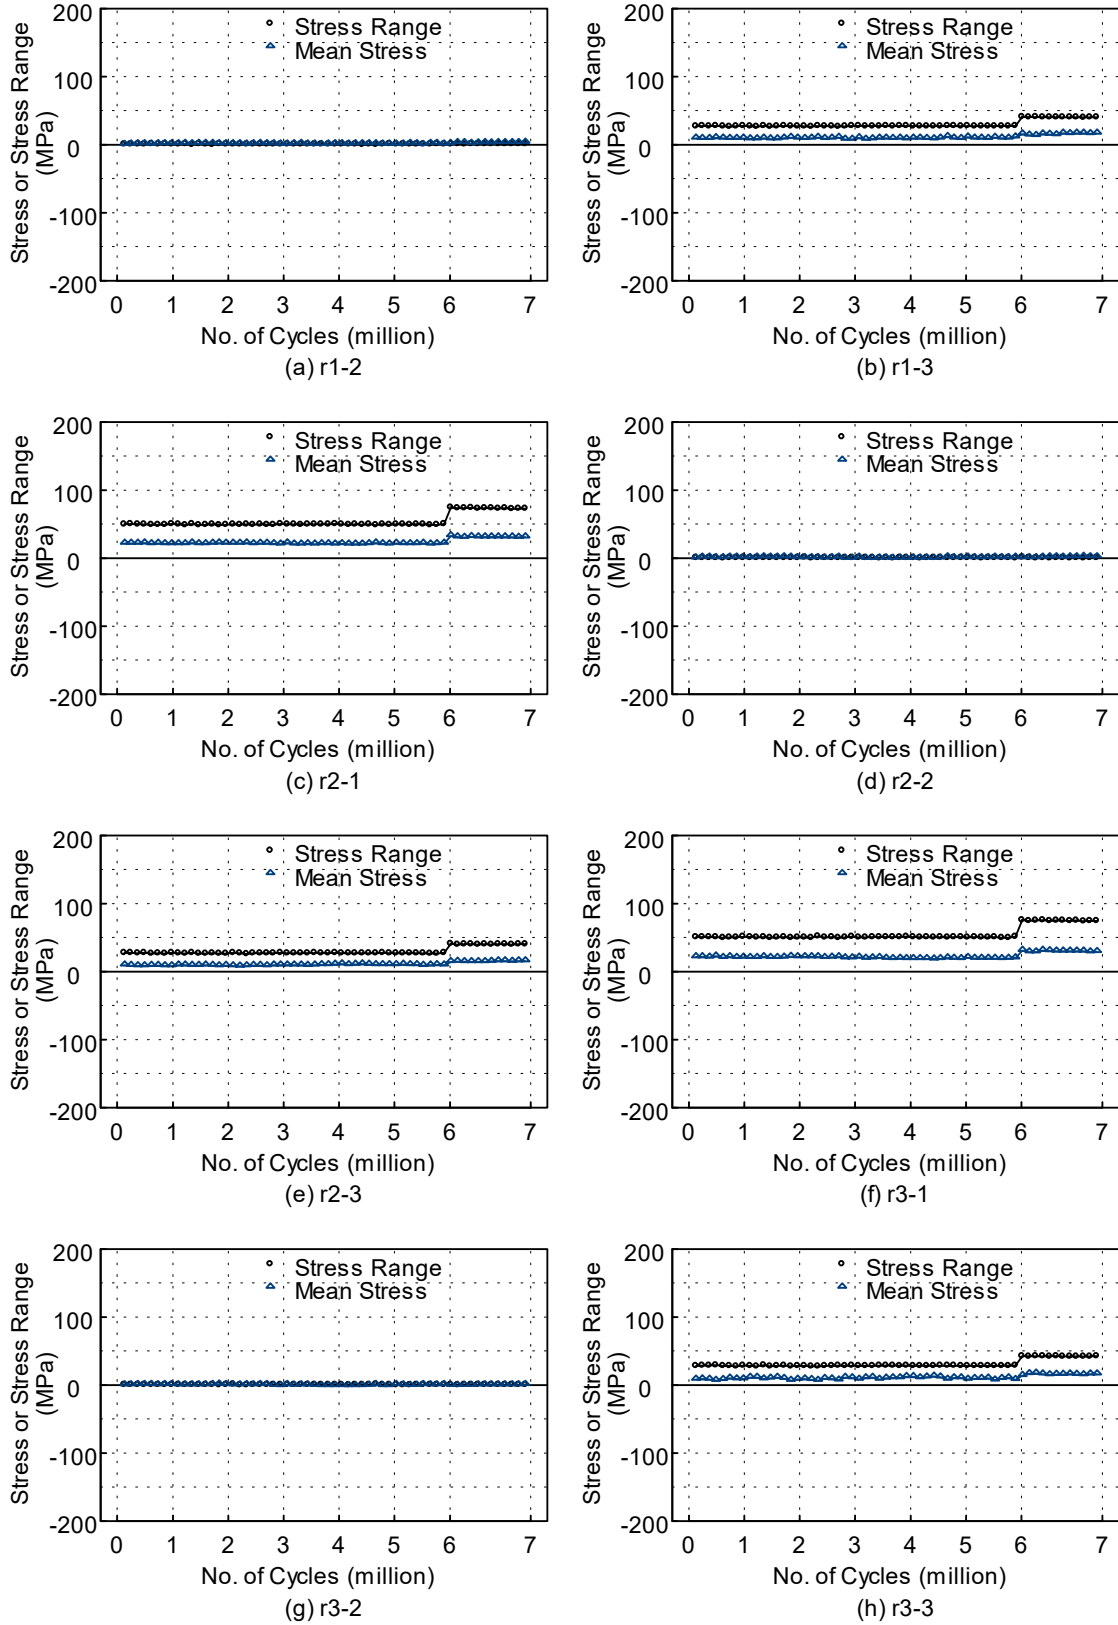 200
100
0
-100
-200
Stress or Stress Range
(MPa)
Stress Range
Mean Stress
0 1 2 3 4 5 6 7
No. of Cycles (million)
(a) r1-2
200
100
0
-100
-200
Stress or Stress Range
(MPa)
Stress Range
Mean Stress
0 1 2 3 4 5 6 7
No. of Cycles (million)
(b) r1-3
200
100
0
-100
-200
Stress or Stress Range
(MPa)
Stress Range
Mean Stress
0 1 2 3 4 5 6 7
No. of Cycles (million)
(c) r2-1
200
100
0
-100
-200
Stress or Stress Range
(MPa)
Stress Range
Mean Stress
0 1 2 3 4 5 6 7
No. of Cycles (million)
(d) r2-2
200
100
0
-100
-200
Stress or Stress Range
(MPa)
Stress Range
Mean Stress
0 1 2 3 4 5 6 7
No. of Cycles (million)
(e) r2-3
200
100
0
-100
-200
Stress or Stress Range
(MPa)
Stress Range
Mean Stress
0 1 2 3 4 5 6 7
No. of Cycles (million)
(f) r3-1
200
100
0
-100
-200
Stress or Stress Range
(MPa)
Stress Range
Mean Stress
0 1 2 3 4 5 6 7
No. of Cycles (million)
(g) r3-2
200
100
0
-100
-200
Stress or Stress Range
(MPa)
Stress Range
Mean Stress
0 1 2 3 4 5 6 7
No. of Cycles (million)
(h) r3-3